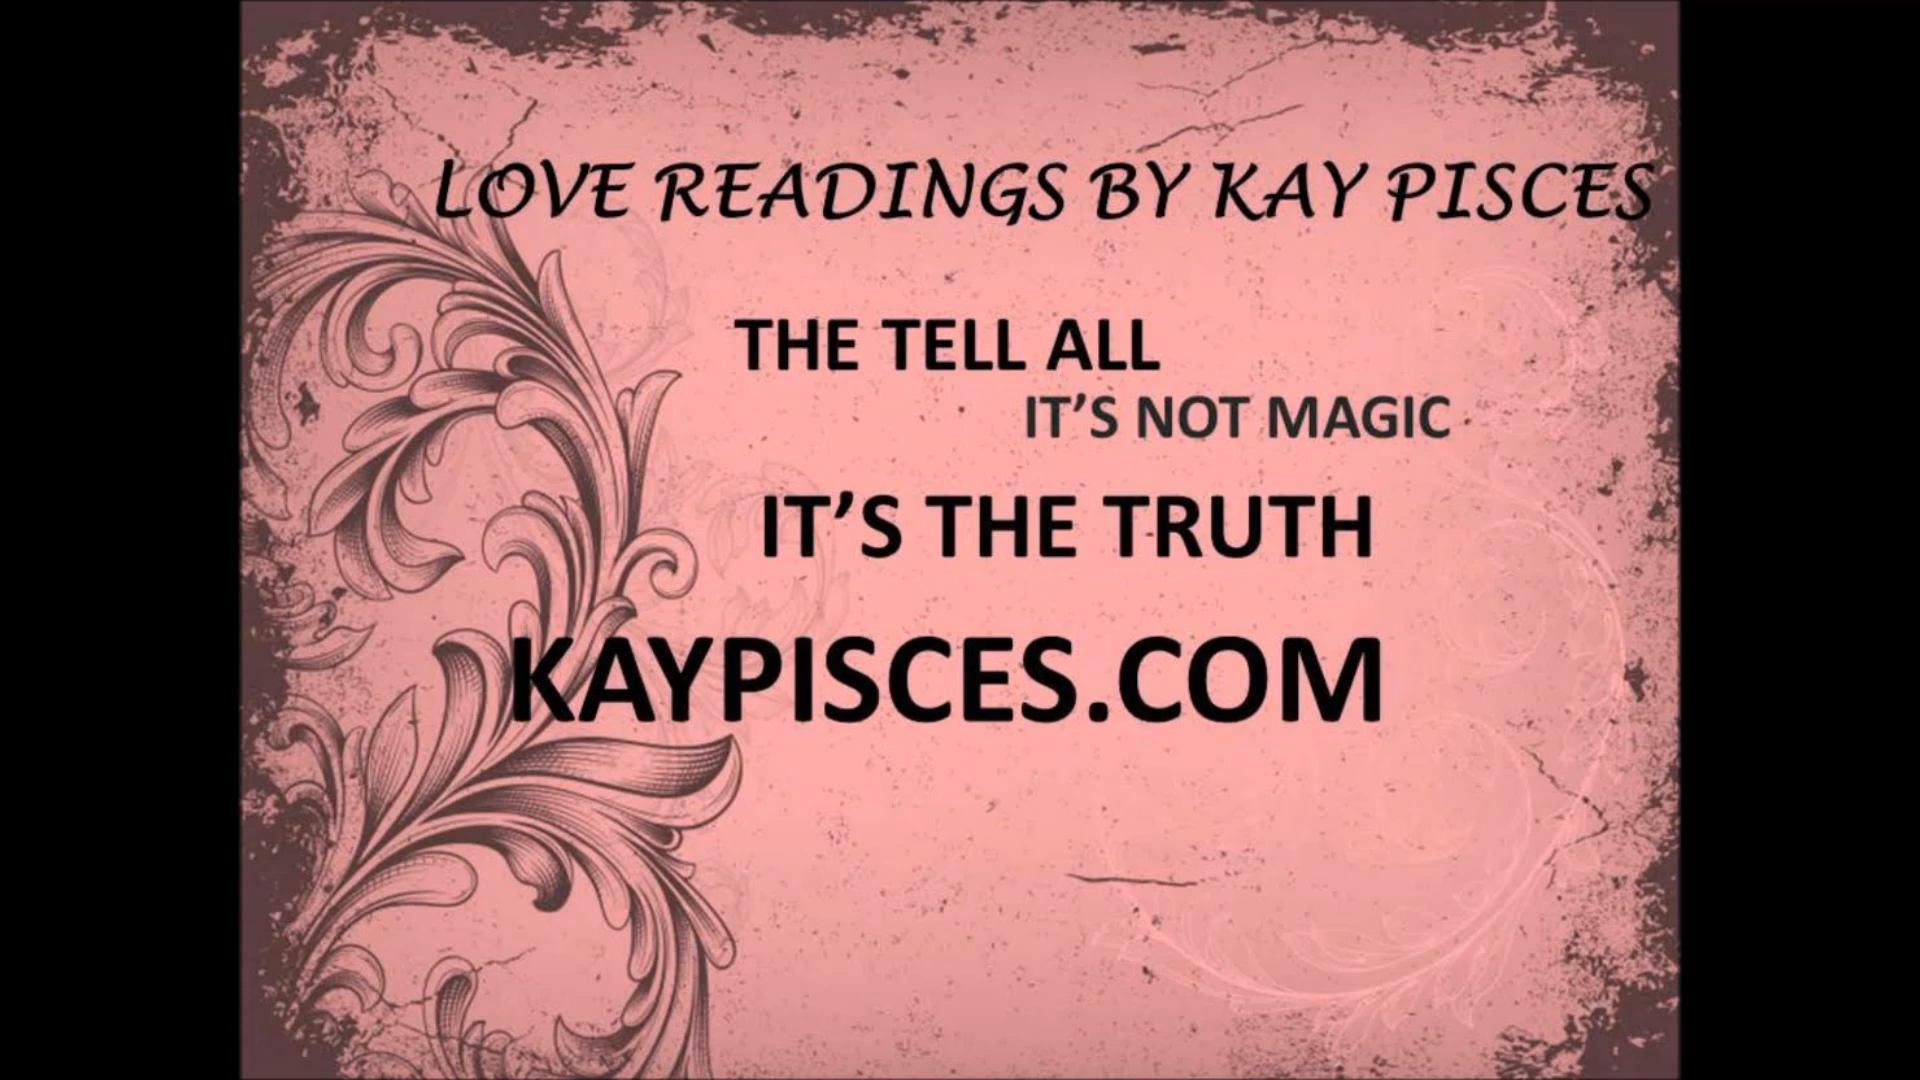 LOVE READINGS BY KAY PISCES
THE TELL ALL
IT’S NOT MAGIC
IT’S THE TRUTH
KAYPISCES.COM